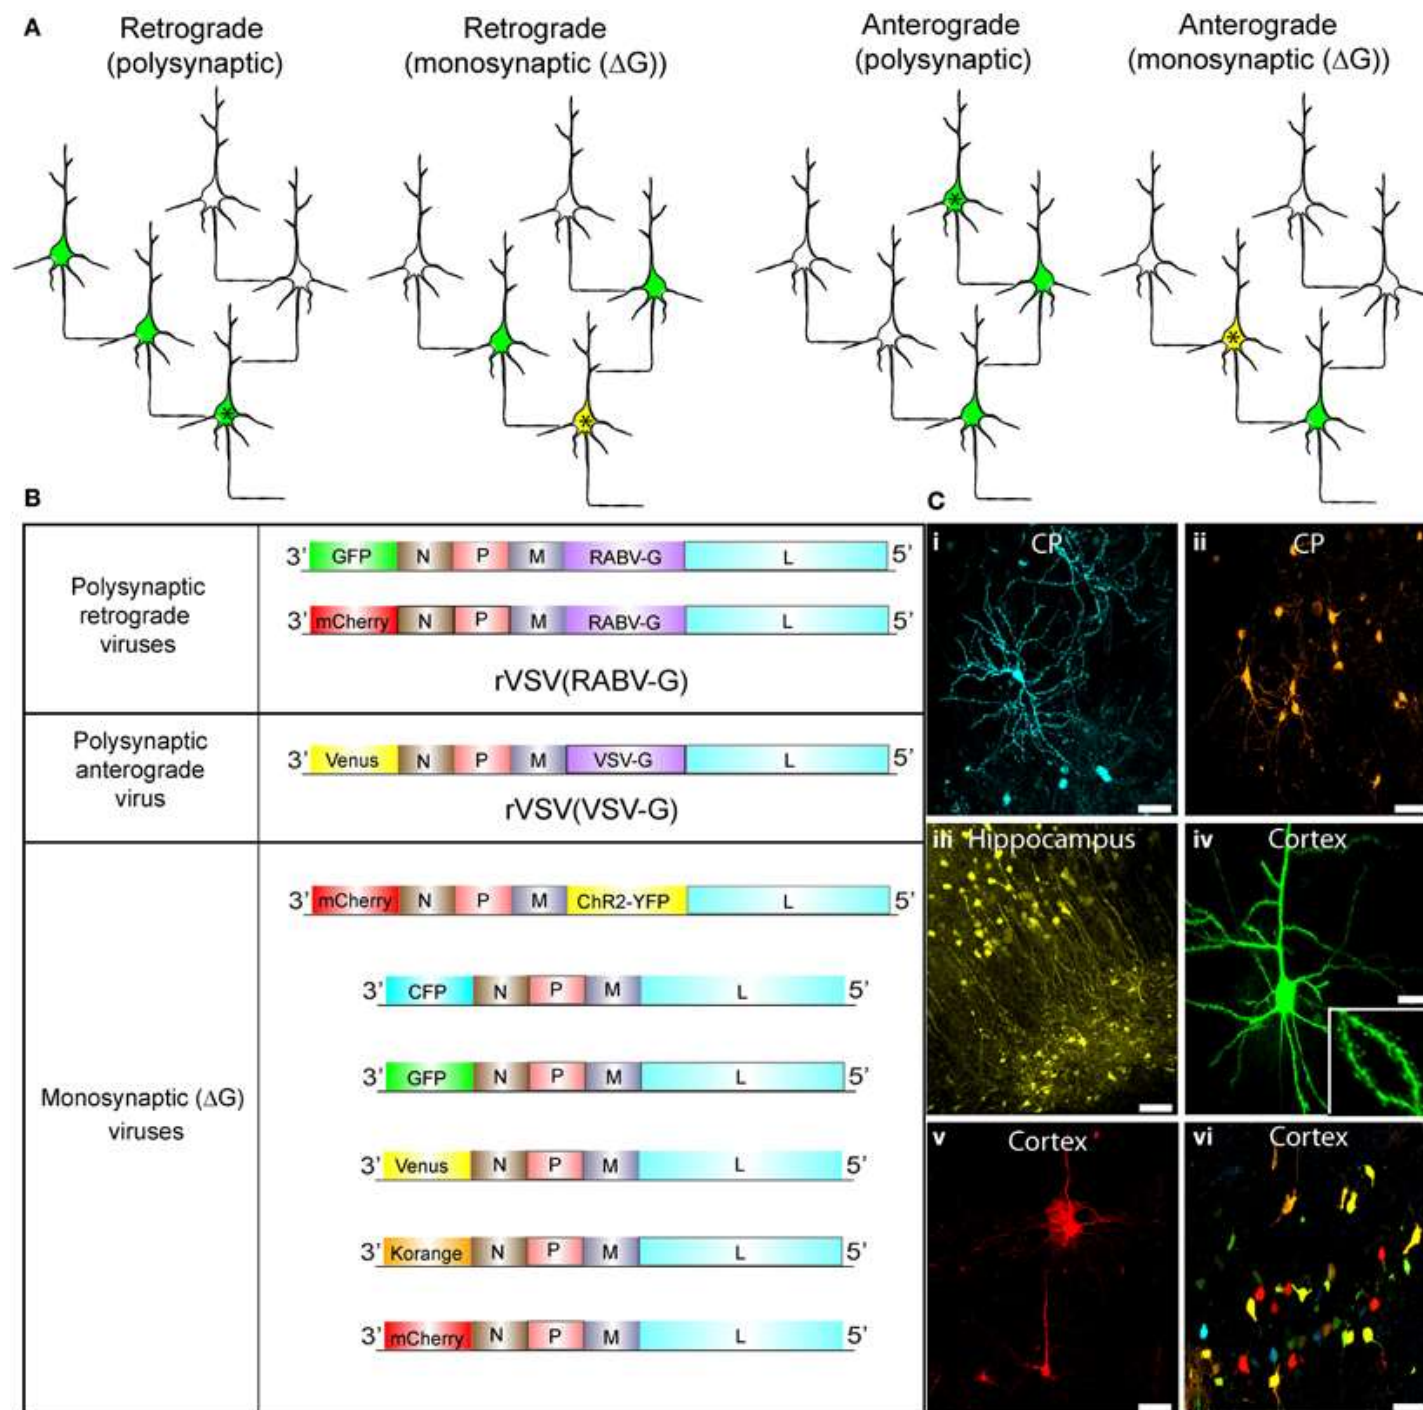 A
Retrograde
(polysynaptic)
Retrograde
(monosynaptic (ΔG))
Anterograde
(polysynaptic)
Anterograde
(monosynaptic (ΔG))
*
*
*
*
B
Polysynaptic
retrograde
viruses
3’ GFP N P M RABV-G L 5’
3’ mCherry N P M RABV-G L 5’
rVSV(RABV-G)
Polysynaptic
anterograde
virus
3’ Venus N P M VSV-G L 5’
rVSV(VSV-G)
Monosynaptic (ΔG)
viruses
3’ mCherry N P M ChR2-YFP L 5’
3’ CFP N P M L 5’
3’ GFP N P M L 5’
3’ Venus N P M L 5’
3’ Korange N P M L 5’
3’ mCherry N P M L 5’
C
i CP
ii CP
iii Hippocampus
iv Cortex
v Cortex
vi Cortex